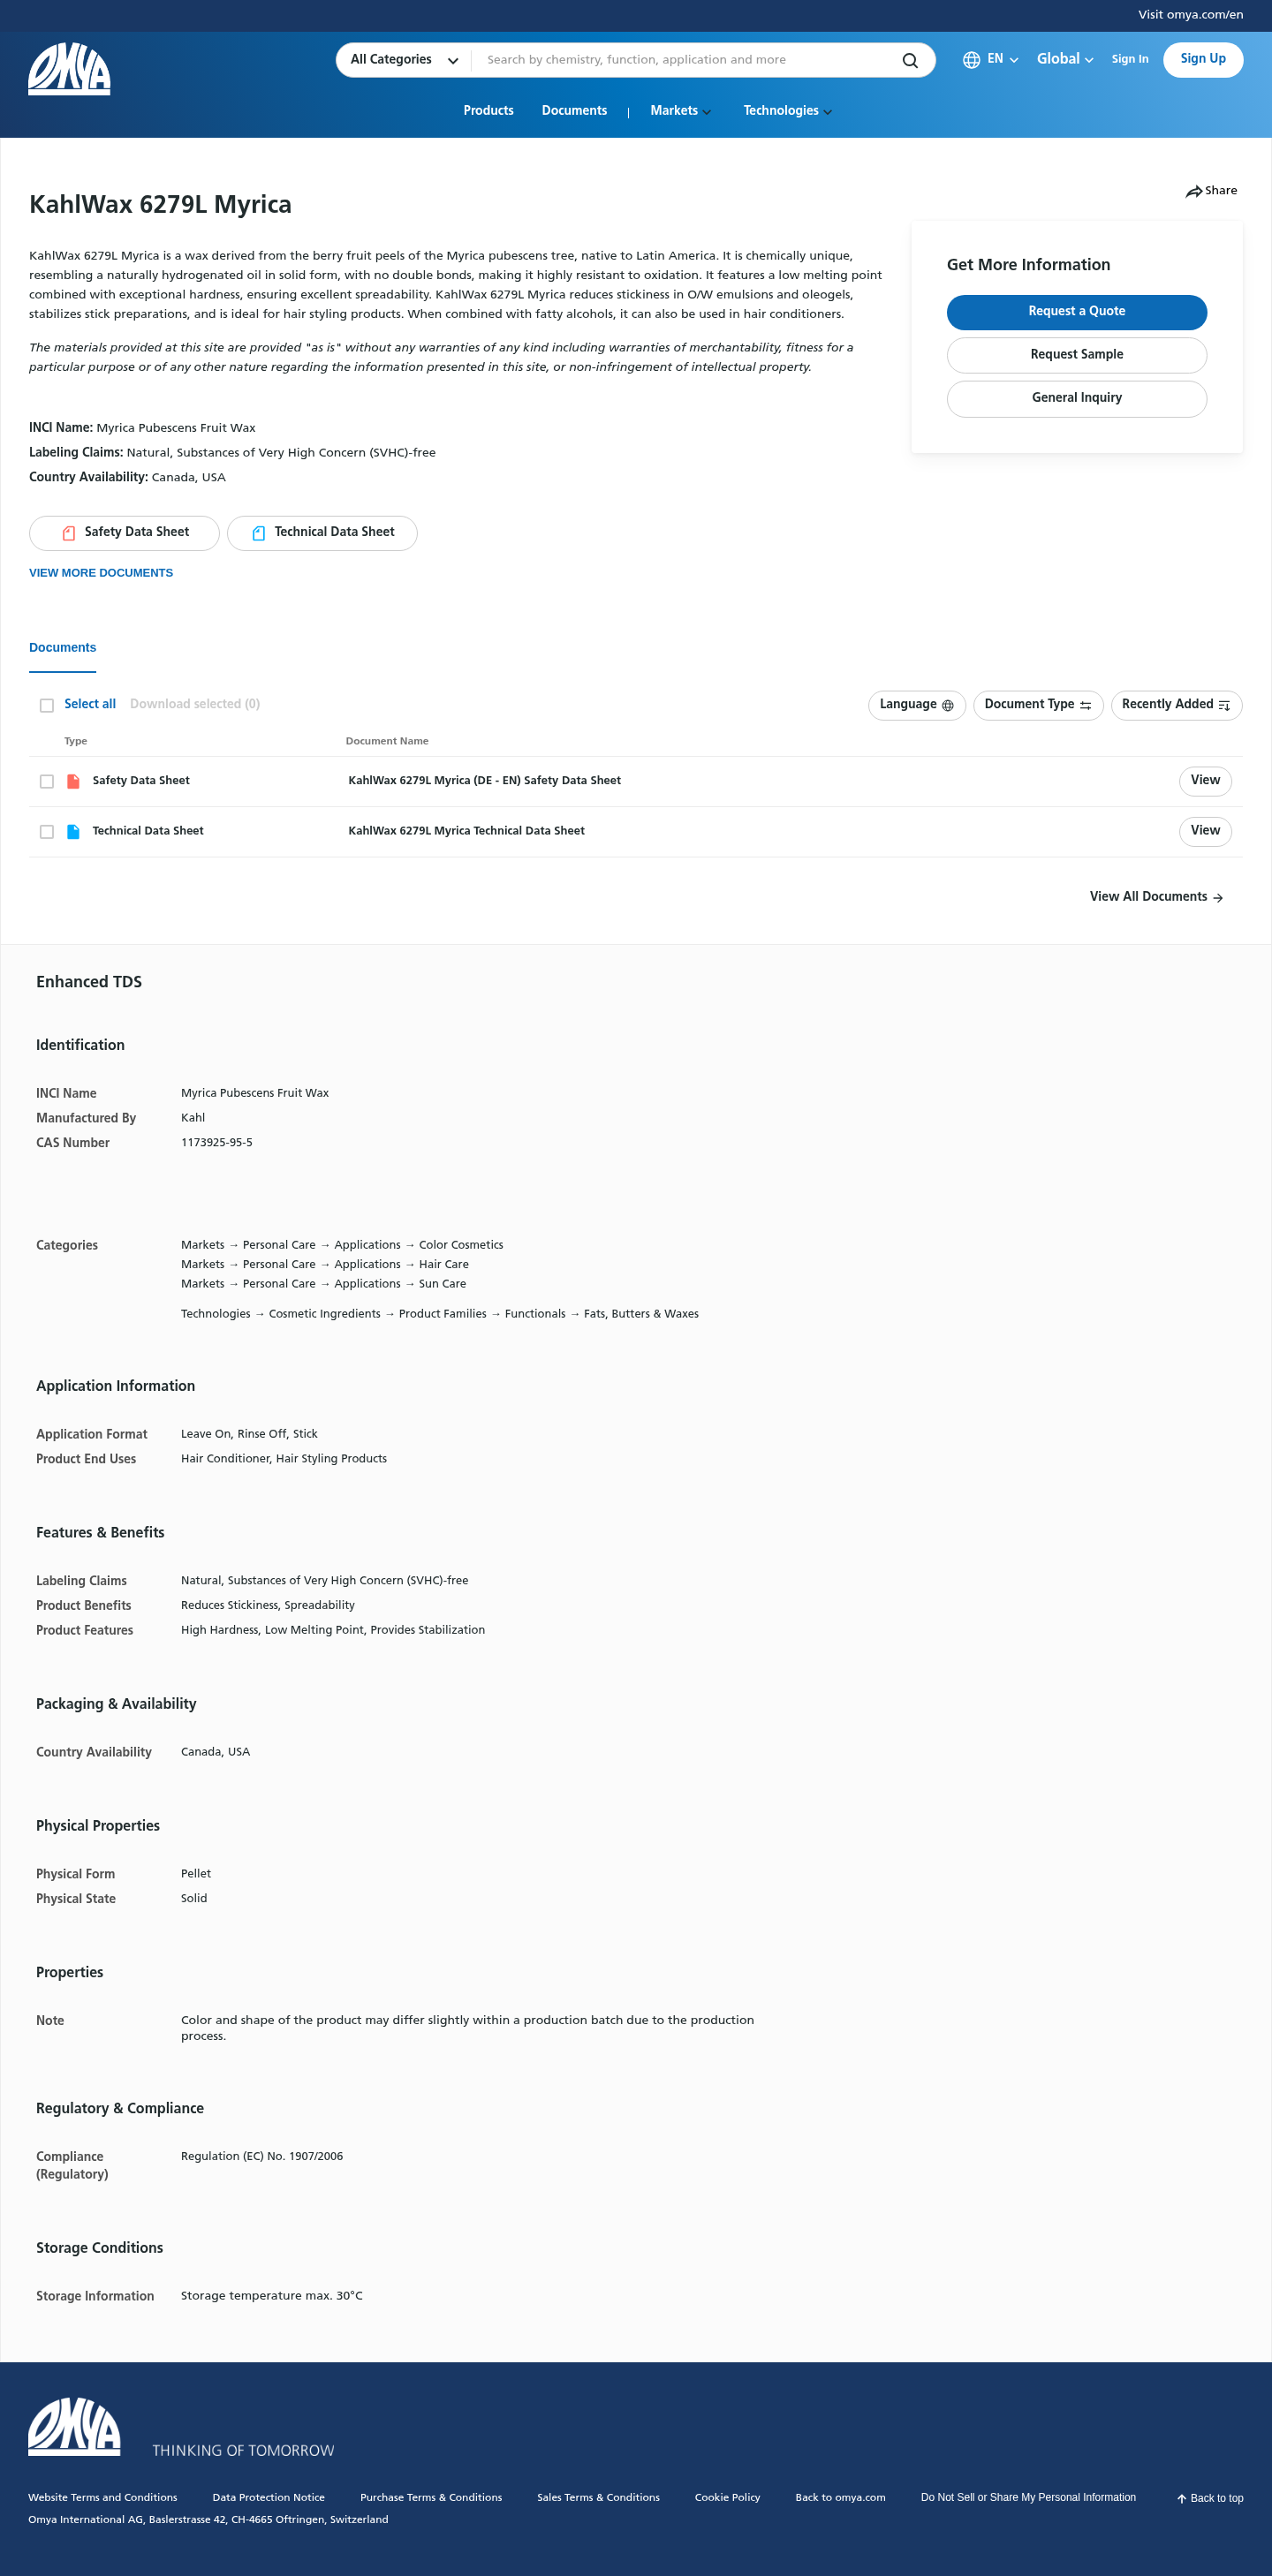 Visit omya.com/en
OMYA
All Categories
Search by chemistry, function, application and more
EN
Global
Sign In
Sign Up
Products
Documents
Markets
Technologies
Share
KahlWax 6279L Myrica
KahlWax 6279L Myrica is a wax derived from the berry fruit peels of the Myrica pubescens tree, native to Latin America. It is chemically unique,
resembling a naturally hydrogenated oil in solid form, with no double bonds, making it highly resistant to oxidation. It features a low melting point
combined with exceptional hardness, ensuring excellent spreadability. KahlWax 6279L Myrica reduces stickiness in O/W emulsions and oleogels,
stabilizes stick preparations, and is ideal for hair styling products. When combined with fatty alcohols, it can also be used in hair conditioners.
The materials provided at this site are provided "as is" without any warranties of any kind including warranties of merchantability, fitness for a
particular purpose or of any other nature regarding the information presented in this site, or non-infringement of intellectual property.
Get More Information
Request a Quote
Request Sample
General Inquiry
INCI Name: Myrica Pubescens Fruit Wax
Labeling Claims: Natural, Substances of Very High Concern (SVHC)-free
Country Availability: Canada, USA
Safety Data Sheet
Technical Data Sheet
VIEW MORE DOCUMENTS
Documents
Select all
Download selected (0)
Language
Document Type
Recently Added
Type
Document Name
Safety Data Sheet
KahlWax 6279L Myrica (DE - EN) Safety Data Sheet
View
Technical Data Sheet
KahlWax 6279L Myrica Technical Data Sheet
View
View All Documents →
Enhanced TDS
Identification
INCI Name
Myrica Pubescens Fruit Wax
Manufactured By
Kahl
CAS Number
1173925-95-5
Categories
Markets → Personal Care → Applications → Color Cosmetics
Markets → Personal Care → Applications → Hair Care
Markets → Personal Care → Applications → Sun Care
Technologies → Cosmetic Ingredients → Product Families → Functionals → Fats, Butters & Waxes
Application Information
Application Format
Leave On, Rinse Off, Stick
Product End Uses
Hair Conditioner, Hair Styling Products
Features & Benefits
Labeling Claims
Natural, Substances of Very High Concern (SVHC)-free
Product Benefits
Reduces Stickiness, Spreadability
Product Features
High Hardness, Low Melting Point, Provides Stabilization
Packaging & Availability
Country Availability
Canada, USA
Physical Properties
Physical Form
Pellet
Physical State
Solid
Properties
Note
Color and shape of the product may differ slightly within a production batch due to the production
process.
Regulatory & Compliance
Compliance
(Regulatory)
Regulation (EC) No. 1907/2006
Storage Conditions
Storage Information
Storage temperature max. 30°C
OMYA
THINKING OF TOMORROW
Website Terms and Conditions
Data Protection Notice
Purchase Terms & Conditions
Sales Terms & Conditions
Cookie Policy
Back to omya.com
Do Not Sell or Share My Personal Information
Back to top
Omya International AG, Baslerstrasse 42, CH-4665 Oftringen, Switzerland